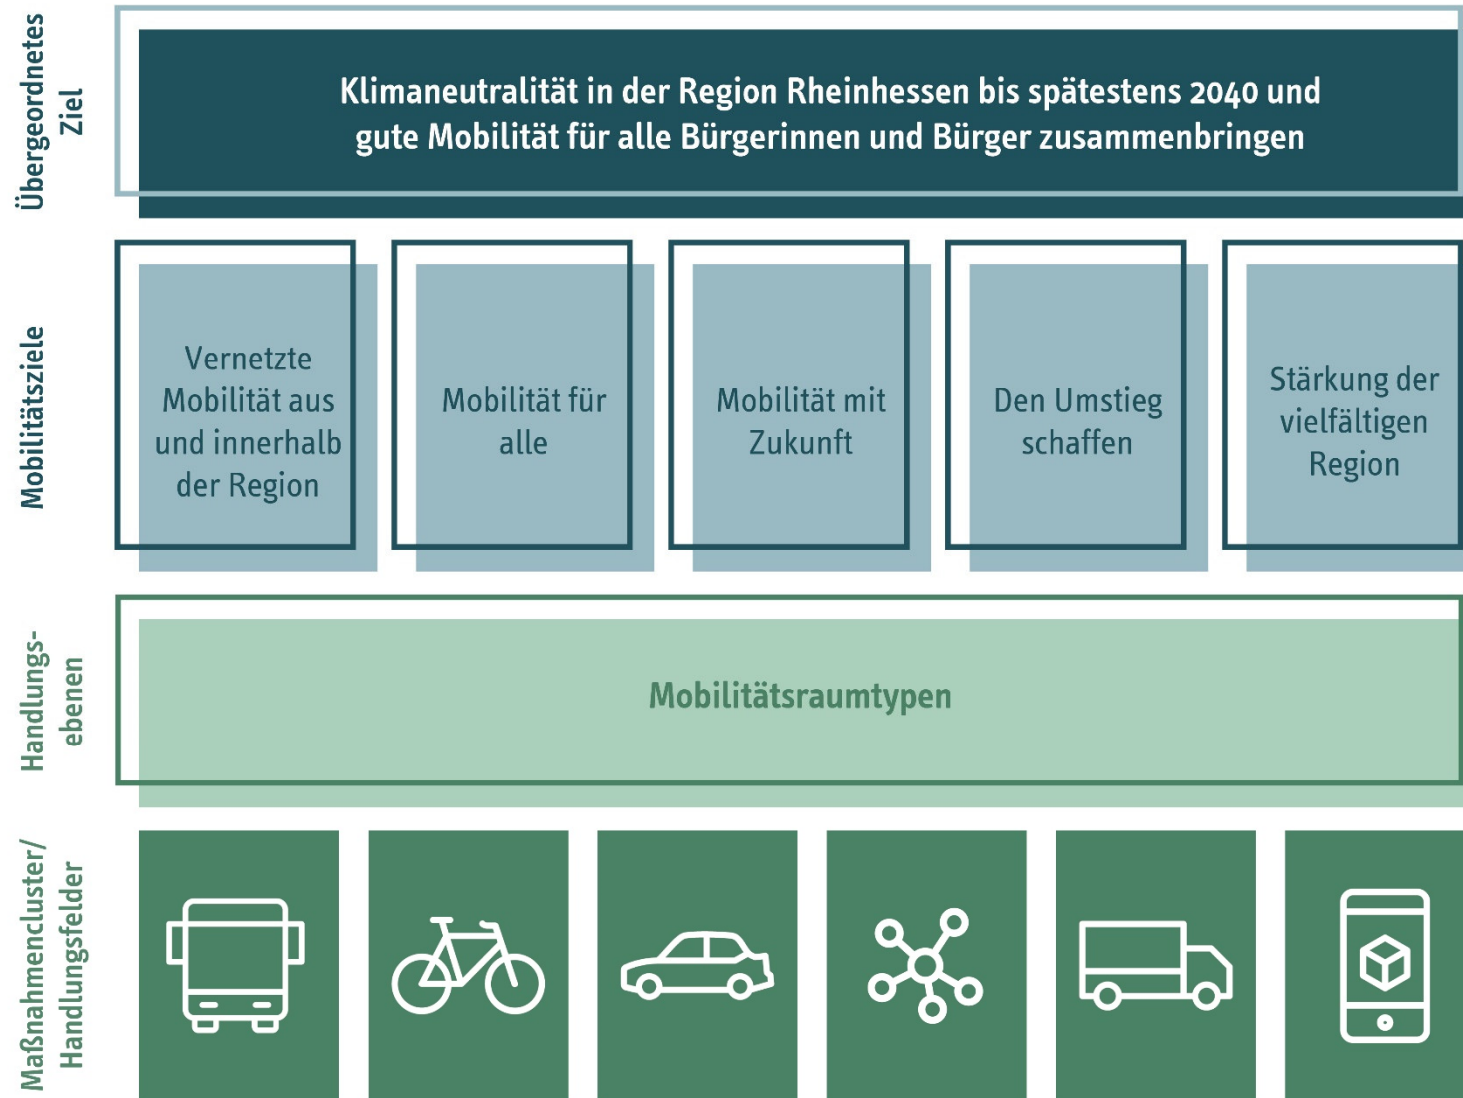 Übergeordnetes
Ziel
Klimaneutralität in der Region Rheinhessen bis spätestens 2040 und
gute Mobilität für alle Bürgerinnen und Bürger zusammenbringen
Mobilitätsziele
Vernetzte
Mobilität aus
und innerhalb
der Region
Mobilität für
alle
Mobilität mit
Zukunft
Den Umstieg
schaffen
Stärkung der
vielfältigen
Region
Handlungs-
ebenen
Mobilitätsraumtypen
Maßnahmencluster/
Handlungsfelder